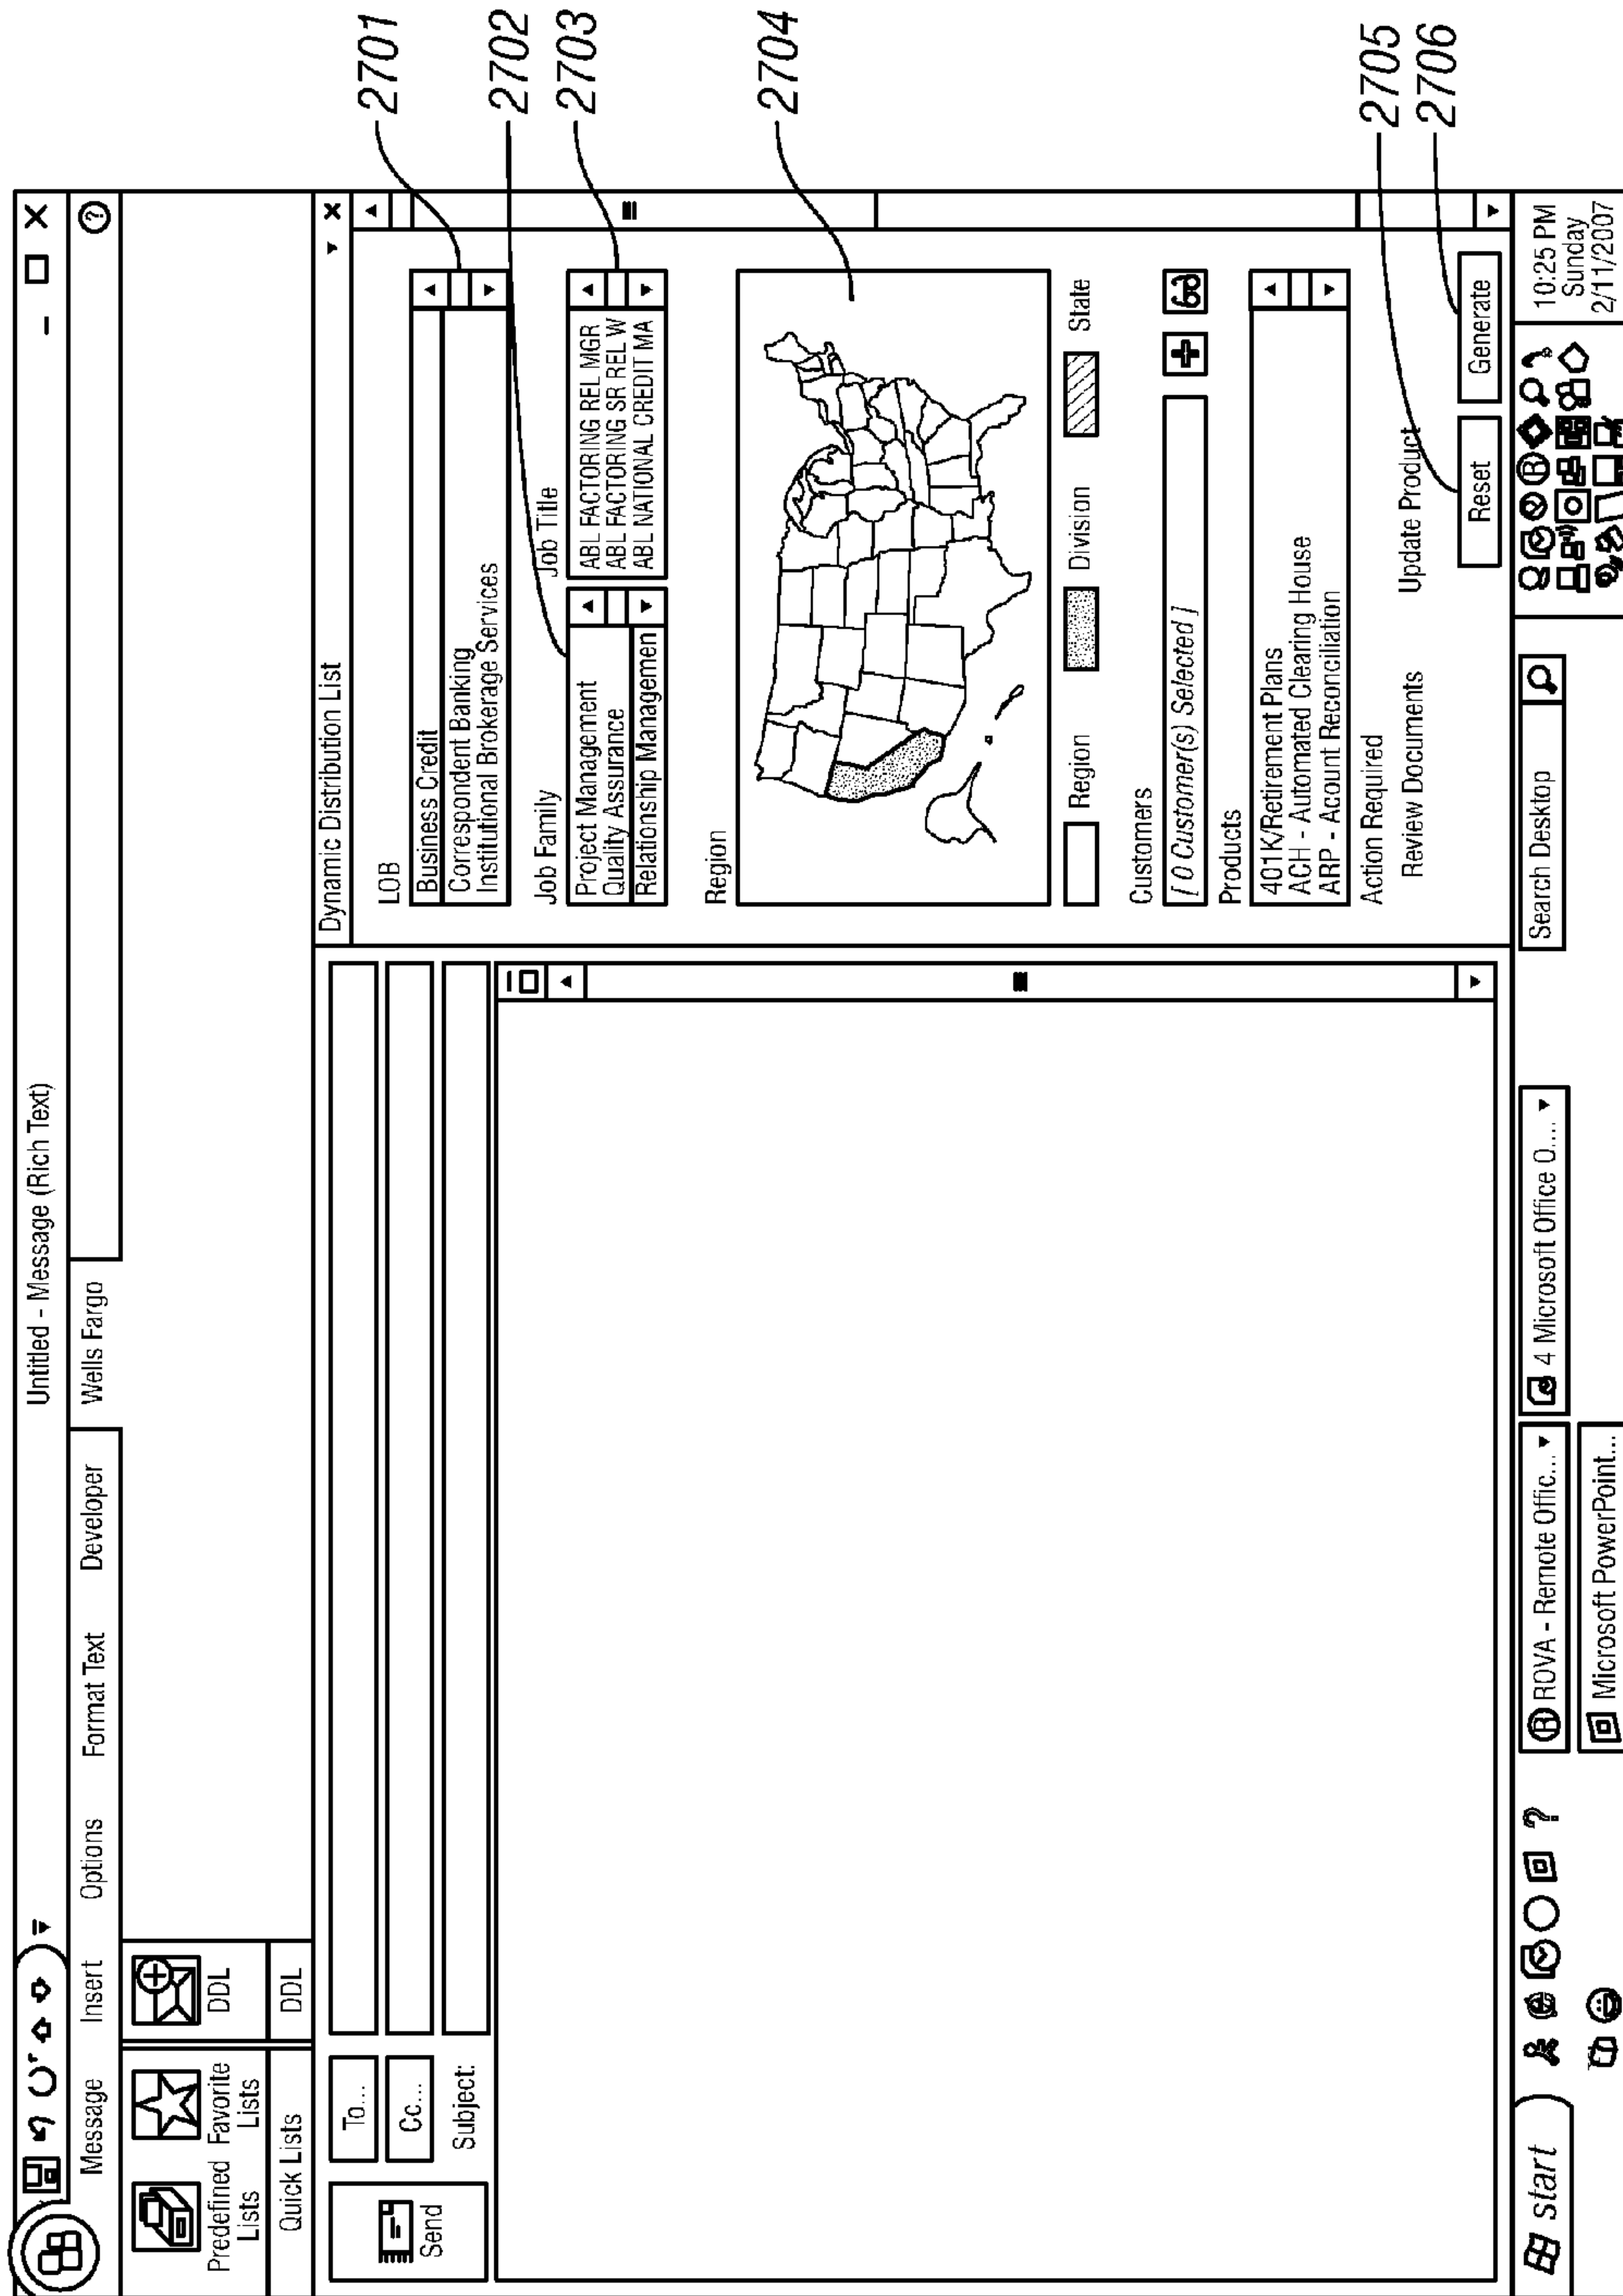 Untitled - Message (Rich Text)
Message Insert Options Format Text Developer Wells Fargo
Predefined Lists
Favorite Lists
DDL
Quick Lists
DDL
Send
To...
Cc...
Subject:
Dynamic Distribution List
LOB
Business Credit
Correspondent Banking
Institutional Brokerage Services
Job Family
Job Title
Project Management
Quality Assurance
Relationship Managemen
ABL FACTORING REL MGR
ABL FACTORING SR REL W
ABL NATIONAL CREDIT MA
Region
Region Division State
Customers
[ 0 Customer(s) Selected ]
Products
401K/Retirement Plans
ACH - Automated Clearing House
ARP - Acount Reconciliation
Action Required
Review Documents
Update Product
Reset
Generate
2701
2702
2703
2704
2705
2706
start
ROVA - Remote Offic...
4 Microsoft Office O....
Microsoft PowerPoint...
Search Desktop
10:25 PM
Sunday
2/11/2007